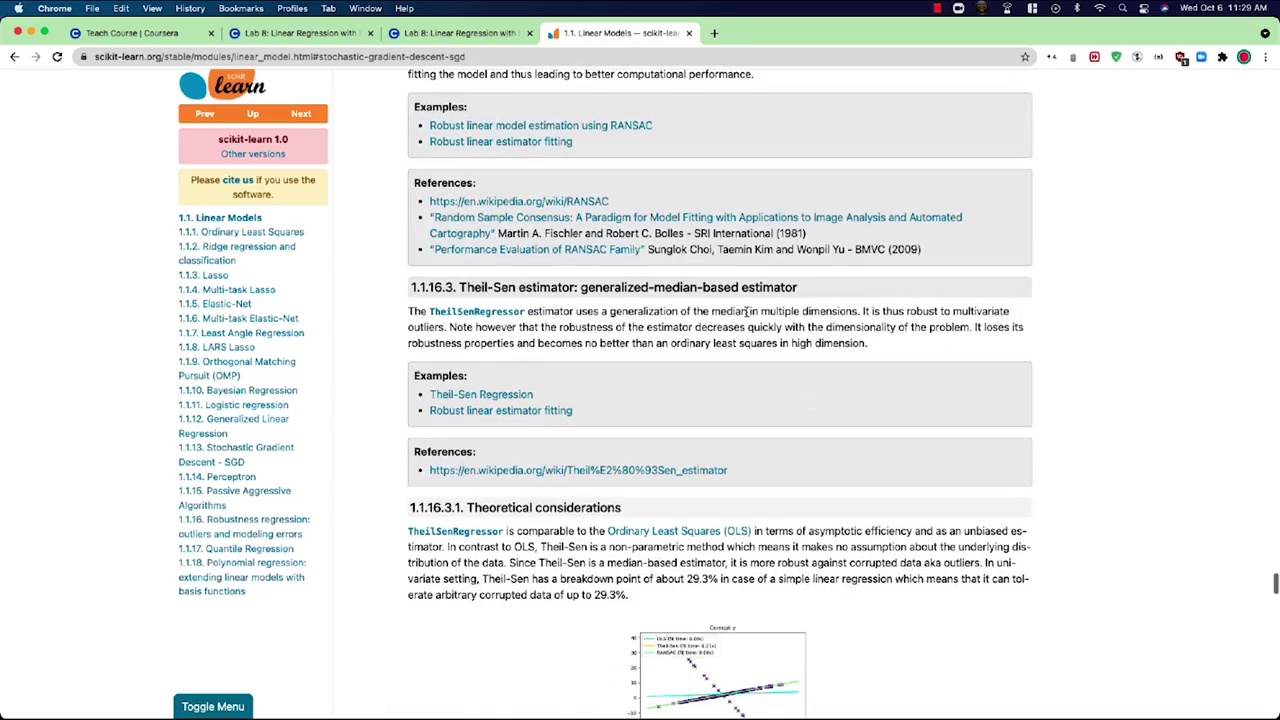 Chrome File Edit View History Bookmarks Profiles Tab Window Help Wed Oct 6 11:29 AM
Teach Course | Coursera
Lab 8: Linear Regression with
Lab 8: Linear Regression with
1.1. Linear Models — scikit-lea
scikit-learn.org/stable/modules/linear_model.html#stochastic-gradient-descent-sgd
scikit
learn
Prev Up Next
scikit-learn 1.0
Other versions
Please cite us if you use the
software.
1.1. Linear Models
1.1.1. Ordinary Least Squares
1.1.2. Ridge regression and
classification
1.1.3. Lasso
1.1.4. Multi-task Lasso
1.1.5. Elastic-Net
1.1.6. Multi-task Elastic-Net
1.1.7. Least Angle Regression
1.1.8. LARS Lasso
1.1.9. Orthogonal Matching
Pursuit (OMP)
1.1.10. Bayesian Regression
1.1.11. Logistic regression
1.1.12. Generalized Linear
Regression
1.1.13. Stochastic Gradient
Descent - SGD
1.1.14. Perceptron
1.1.15. Passive Aggressive
Algorithms
1.1.16. Robustness regression:
outliers and modeling errors
1.1.17. Quantile Regression
1.1.18. Polynomial regression:
extending linear models with
basis functions
Toggle Menu
fitting the model and thus leading to better computational performance.
Examples:
• Robust linear model estimation using RANSAC
• Robust linear estimator fitting
References:
• https://en.wikipedia.org/wiki/RANSAC
• “Random Sample Consensus: A Paradigm for Model Fitting with Applications to Image Analysis and Automated
Cartography” Martin A. Fischler and Robert C. Bolles - SRI International (1981)
• “Performance Evaluation of RANSAC Family” Sunglok Choi, Taemin Kim and Wonpil Yu - BMVC (2009)
1.1.16.3. Theil-Sen estimator: generalized-median-based estimator
The TheilSenRegressor estimator uses a generalization of the median in multiple dimensions. It is thus robust to multivariate
outliers. Note however that the robustness of the estimator decreases quickly with the dimensionality of the problem. It loses its
robustness properties and becomes no better than an ordinary least squares in high dimension.
Examples:
• Theil-Sen Regression
• Robust linear estimator fitting
References:
• https://en.wikipedia.org/wiki/Theil%E2%80%93Sen_estimator
1.1.16.3.1. Theoretical considerations
TheilSenRegressor is comparable to the Ordinary Least Squares (OLS) in terms of asymptotic efficiency and as an unbiased es-
timator. In contrast to OLS, Theil-Sen is a non-parametric method which means it makes no assumption about the underlying dis-
tribution of the data. Since Theil-Sen is a median-based estimator, it is more robust against corrupted data aka outliers. In uni-
variate setting, Theil-Sen has a breakdown point of about 29.3% in case of a simple linear regression which means that it can tol-
erate arbitrary corrupted data of up to 29.3%.
Corrupt y
40
30
20
10
0
−10
OLS (fit time: 0.00s)
Theil-Sen (fit time: 0.21s)
RANSAC (fit time: 0.00s)